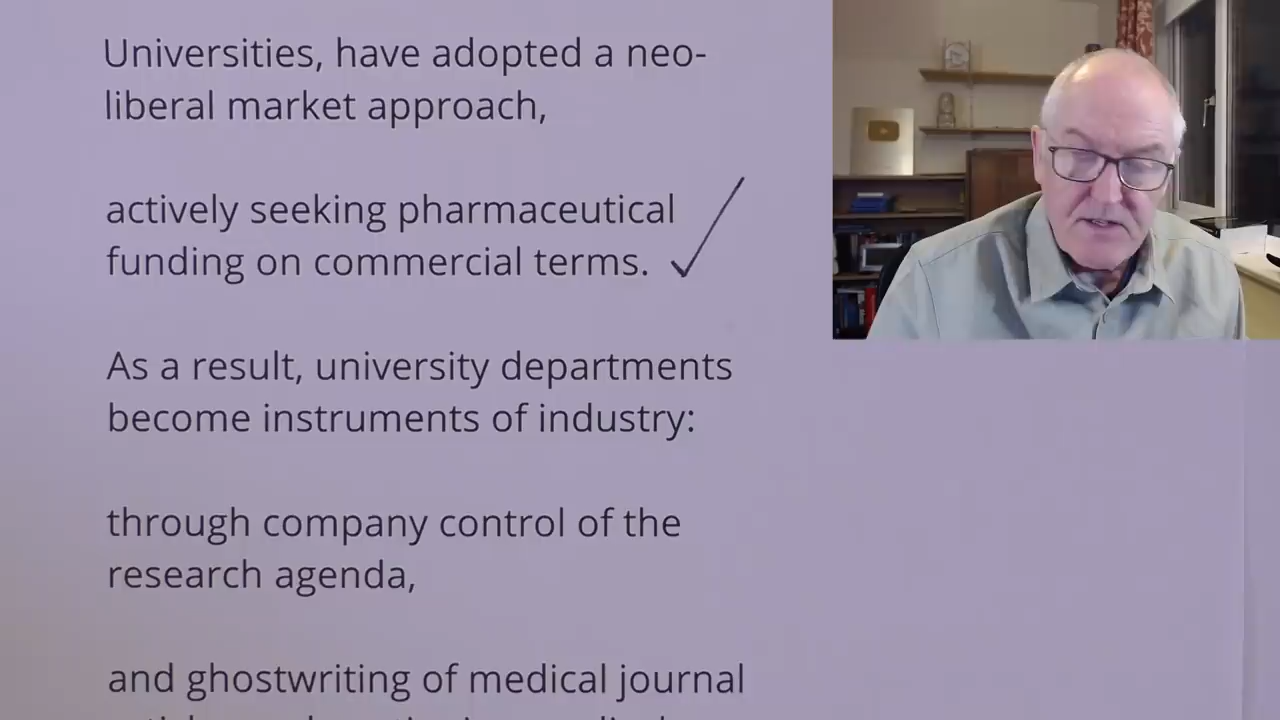 Universities, have adopted a neo-
liberal market approach,
actively seeking pharmaceutical
funding on commercial terms.
As a result, university departments
become instruments of industry:
through company control of the
research agenda,
and ghostwriting of medical journal